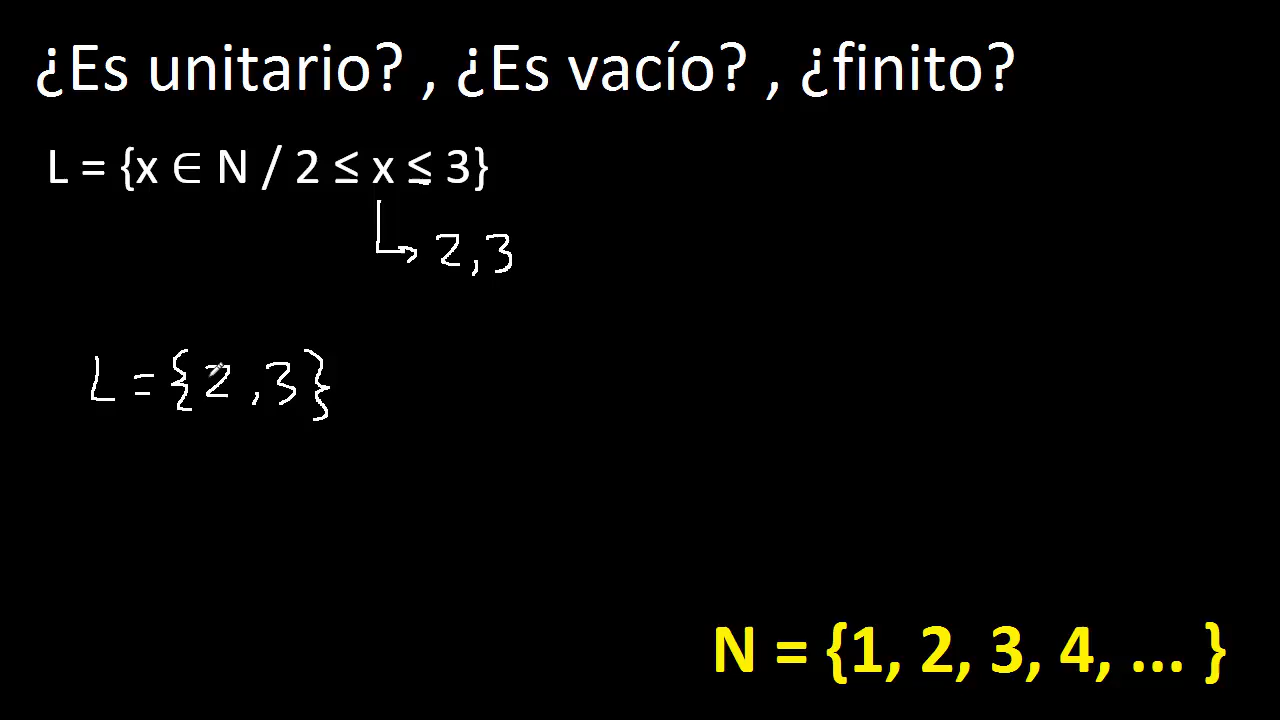 ¿Es unitario? , ¿Es vacío? , ¿finito?
L = {x ∈ N / 2 ≤ x ≤ 3}
2,3
L = {2,3}
N = {1, 2, 3, 4, ... }